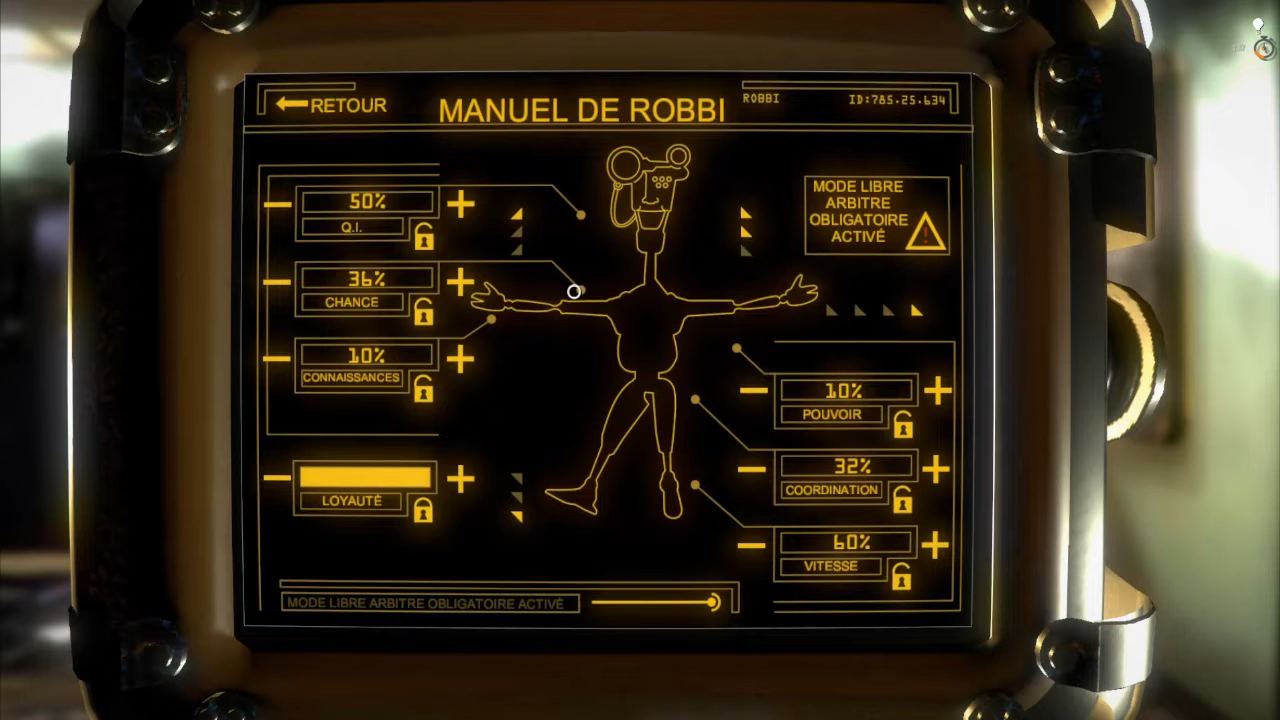 RETOUR
MANUEL DE ROBBI
ROBBI
ID:785.25.634
50%
Q.I.
36%
CHANCE
10%
CONNAISSANCES
LOYAUTÉ
MODE LIBRE
ARBITRE
OBLIGATOIRE
ACTIVÉ
10%
POUVOIR
32%
COORDINATION
60%
VITESSE
MODE LIBRE ARBITRE OBLIGATOIRE ACTIVÉ